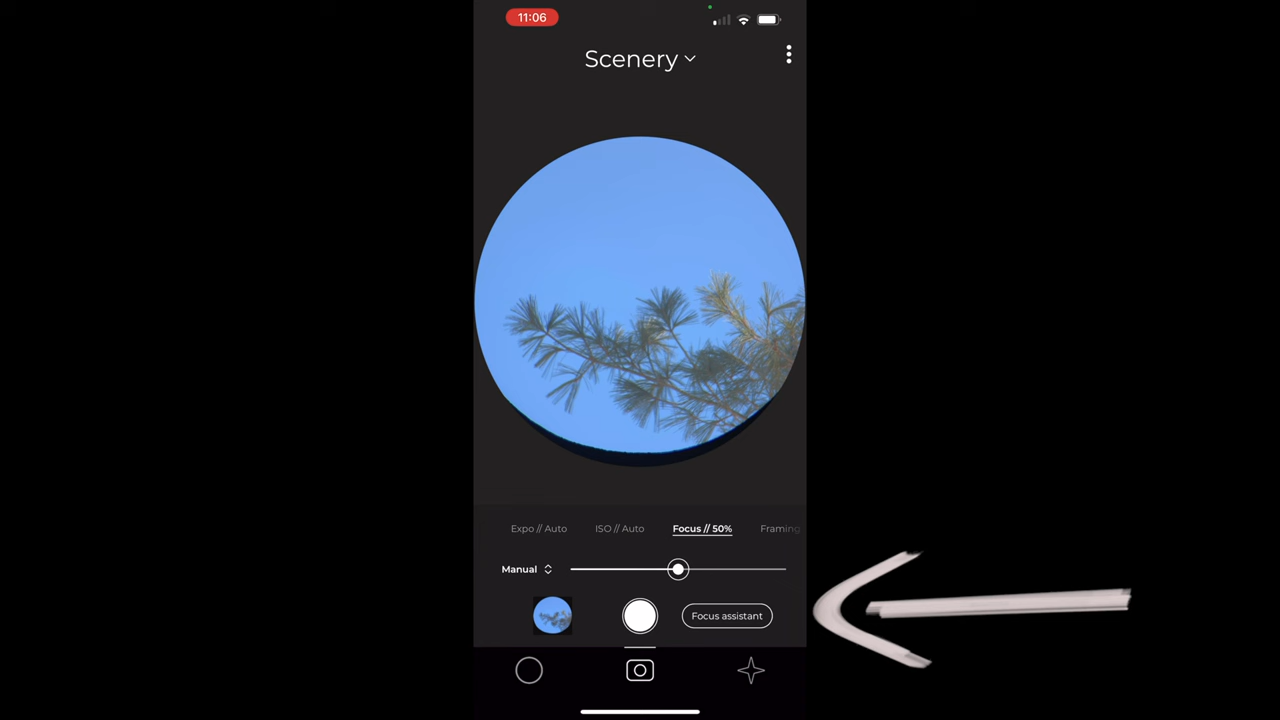 11:06
Scenery
Expo // Auto ISO // Auto Focus // 50% Framing
Manual
Focus assistant